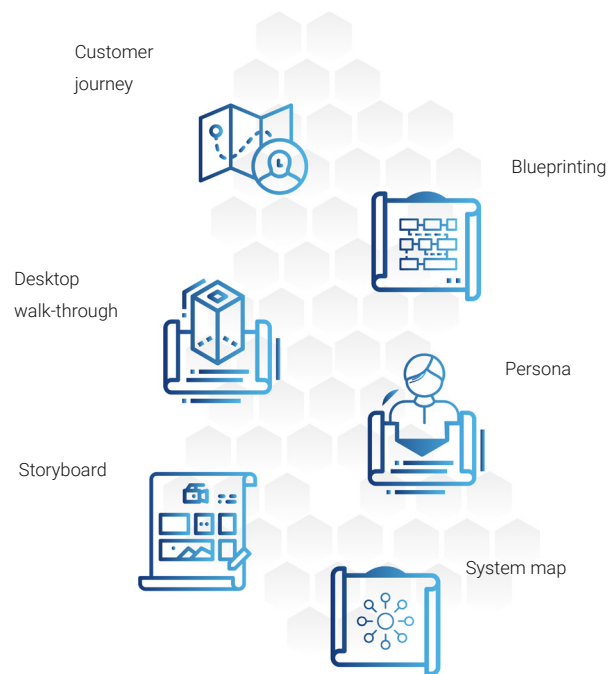 Customer
journey
Blueprinting
Desktop
walk-through
Persona
Storyboard
System map